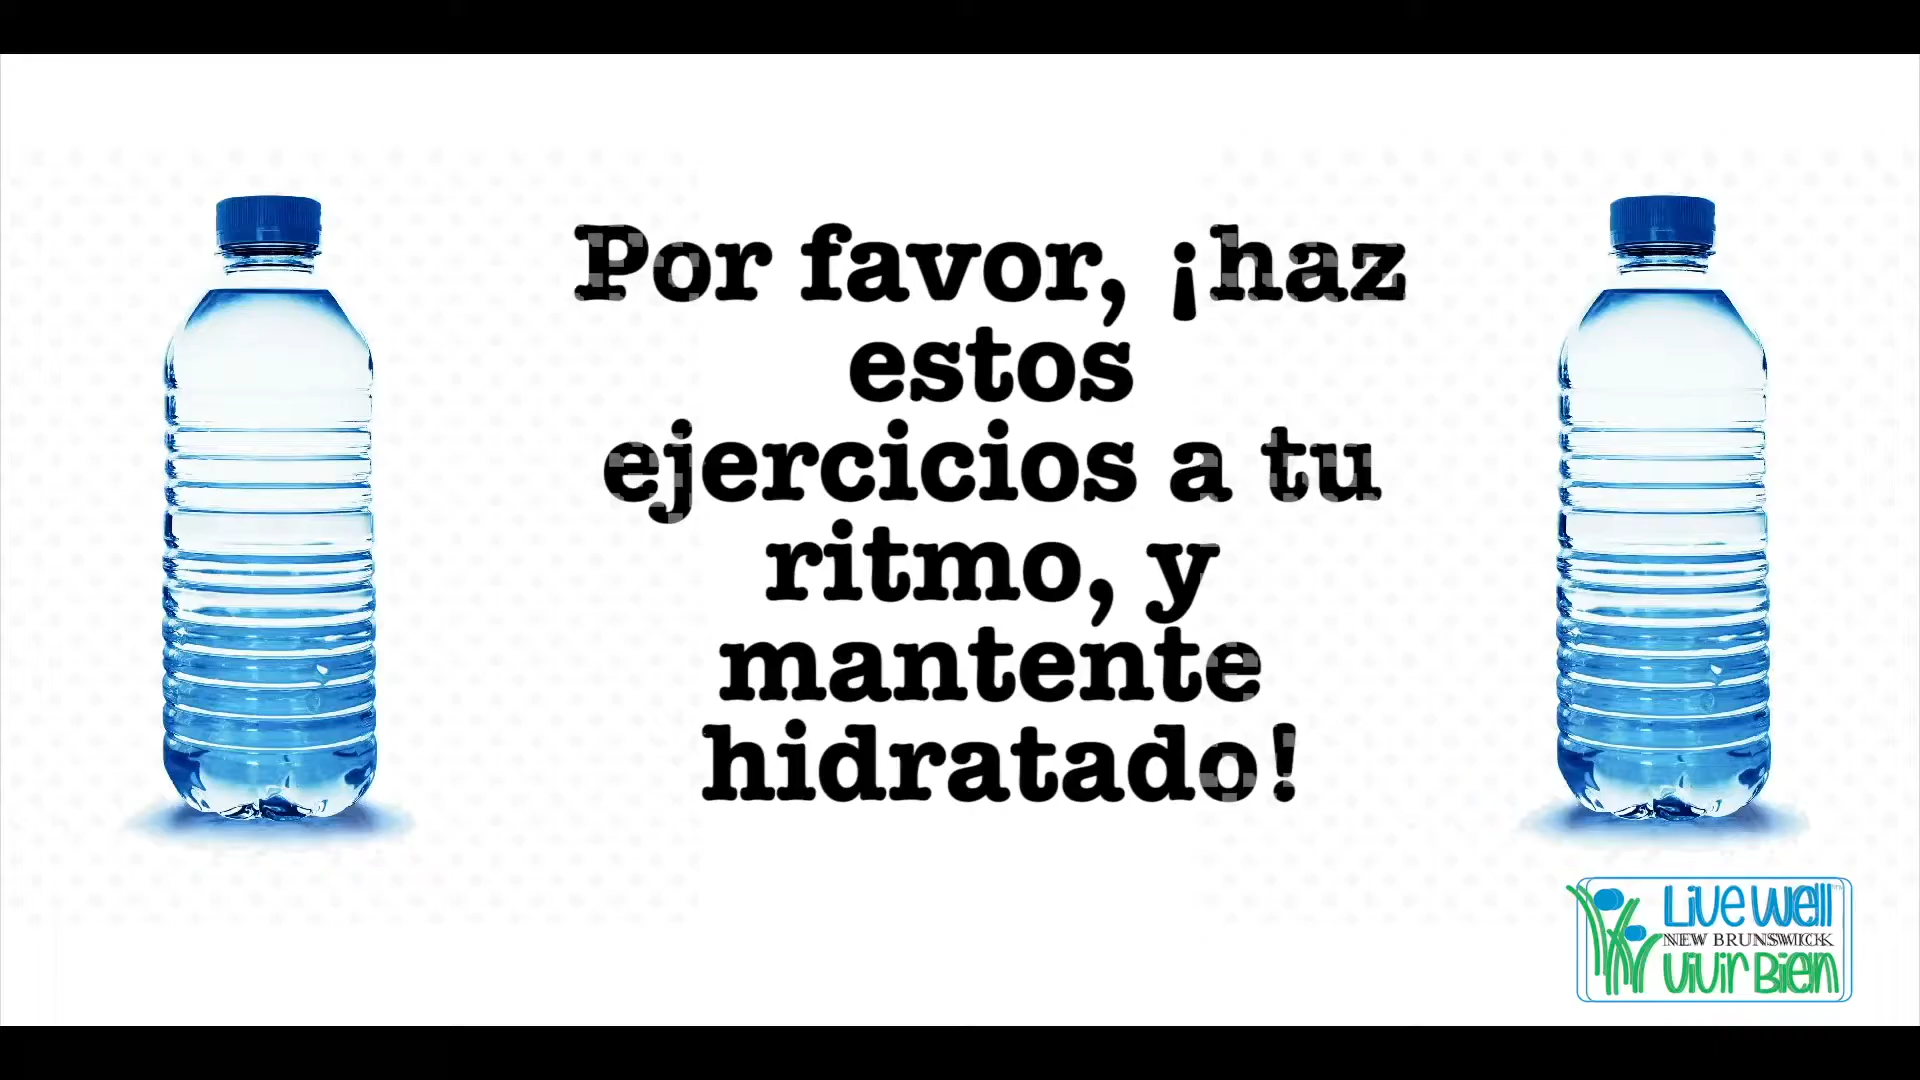 Por favor, ¡haz
estos
ejercicios a tu
ritmo, y
mantente
hidratado!
Live Well
NEW BRUNSWICK
Vivir Bien